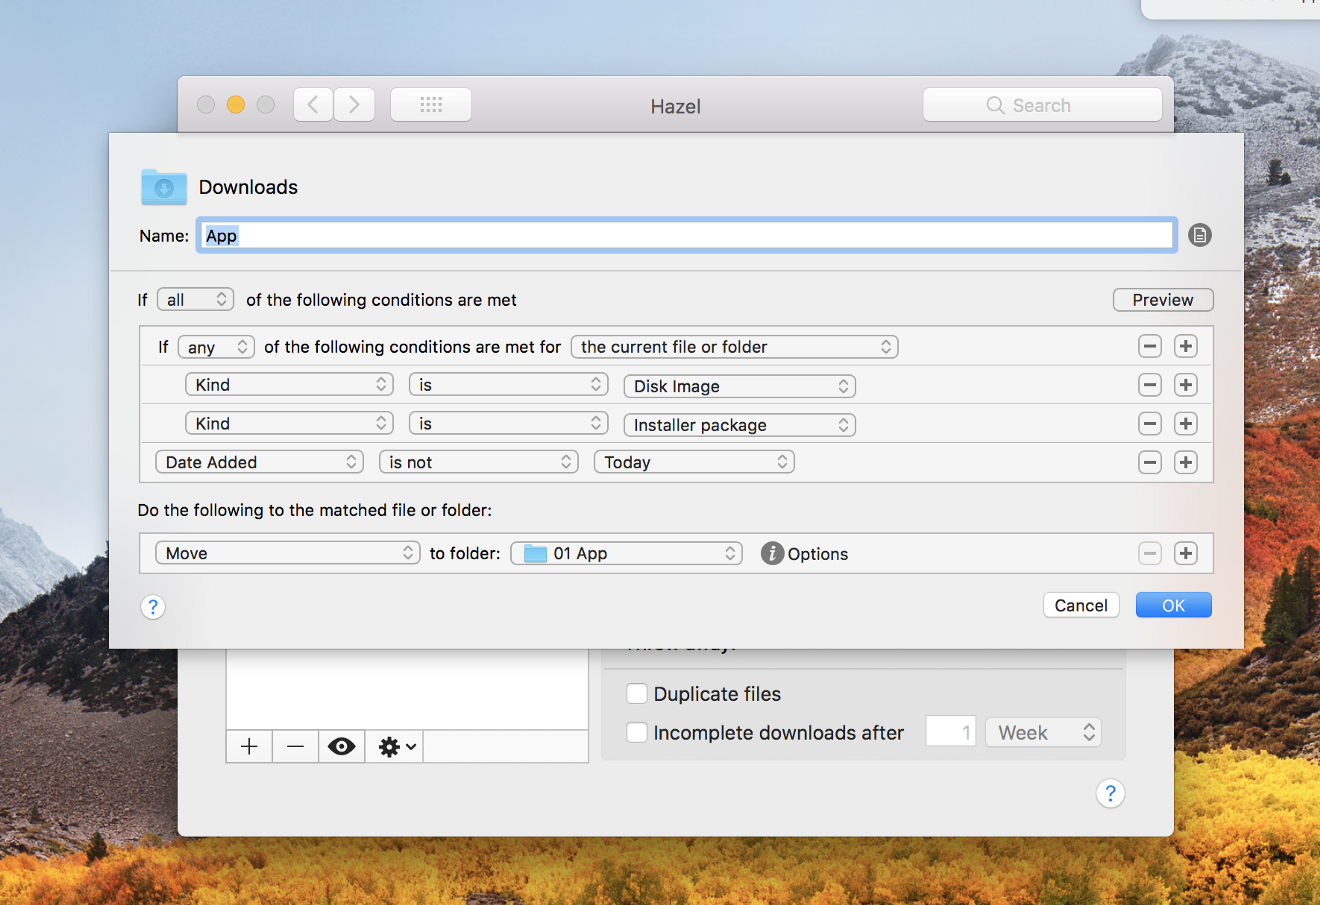 Hazel
Search
Downloads
Name: App
If all of the following conditions are met
Preview
If any of the following conditions are met for the current file or folder
Kind is Disk Image
Kind is Installer package
Date Added is not Today
Do the following to the matched file or folder:
Move to folder: 01 App i Options
? Cancel OK
Duplicate files
Incomplete downloads after 1 Week
?